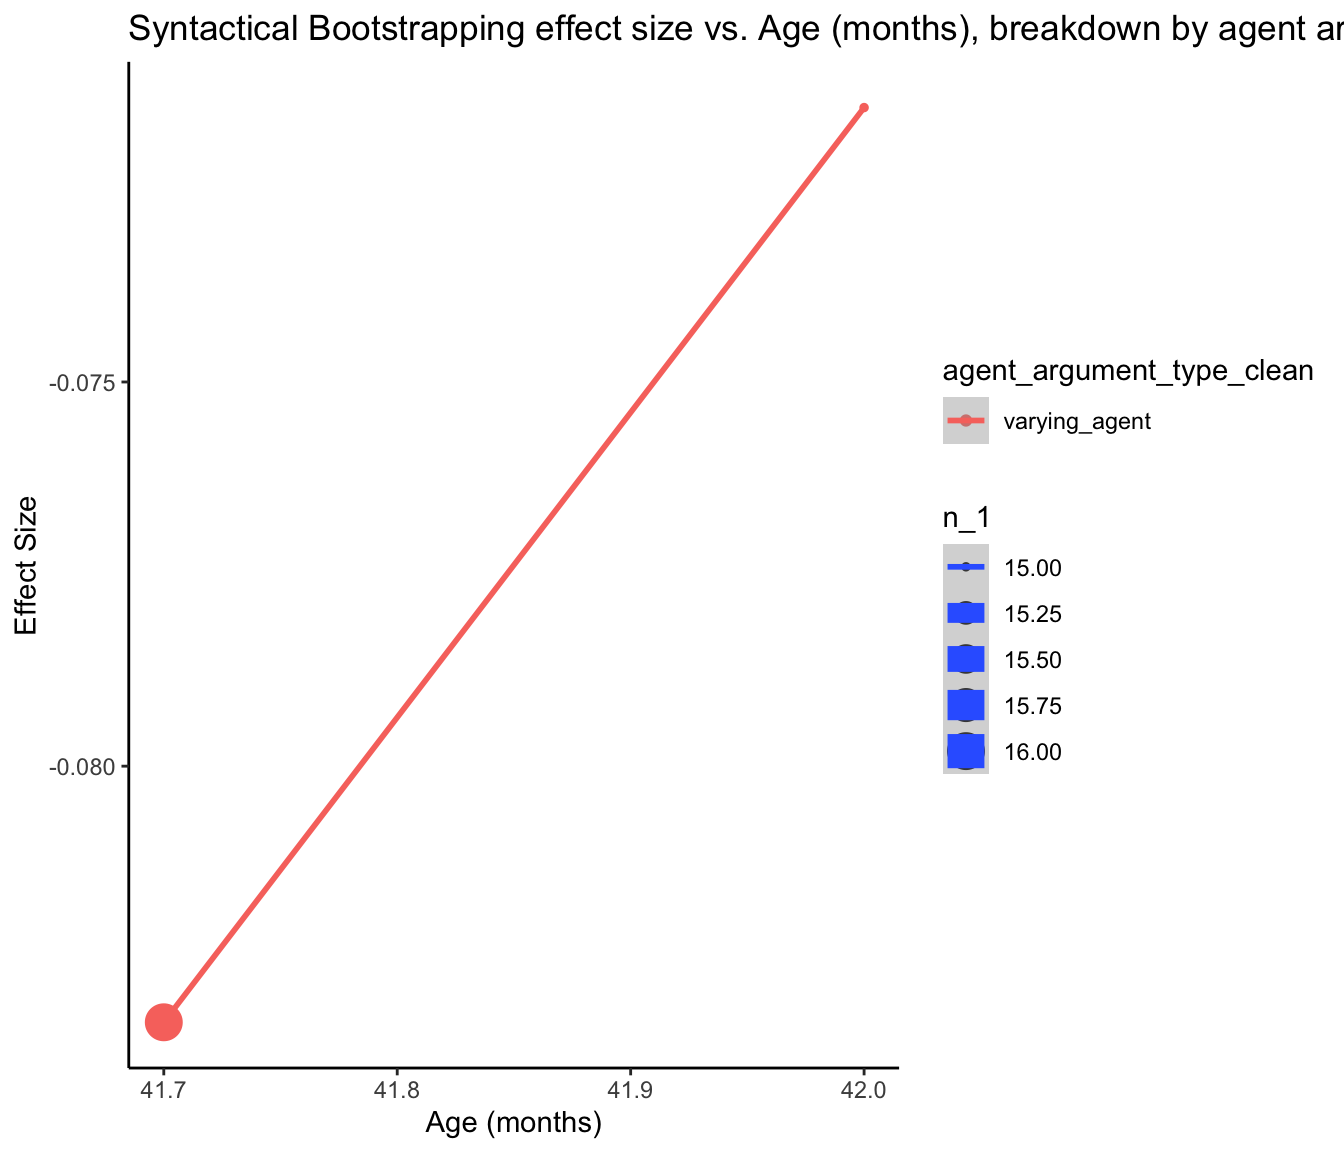 Syntactical Bootstrapping effect size vs. Age (months), breakdown by agent ar
-0.075
-0.080
Effect Size
41.7
41.8
41.9
42.0
Age (months)
agent_argument_type_clean
varying_agent
n_1
15.00
15.25
15.50
15.75
16.00